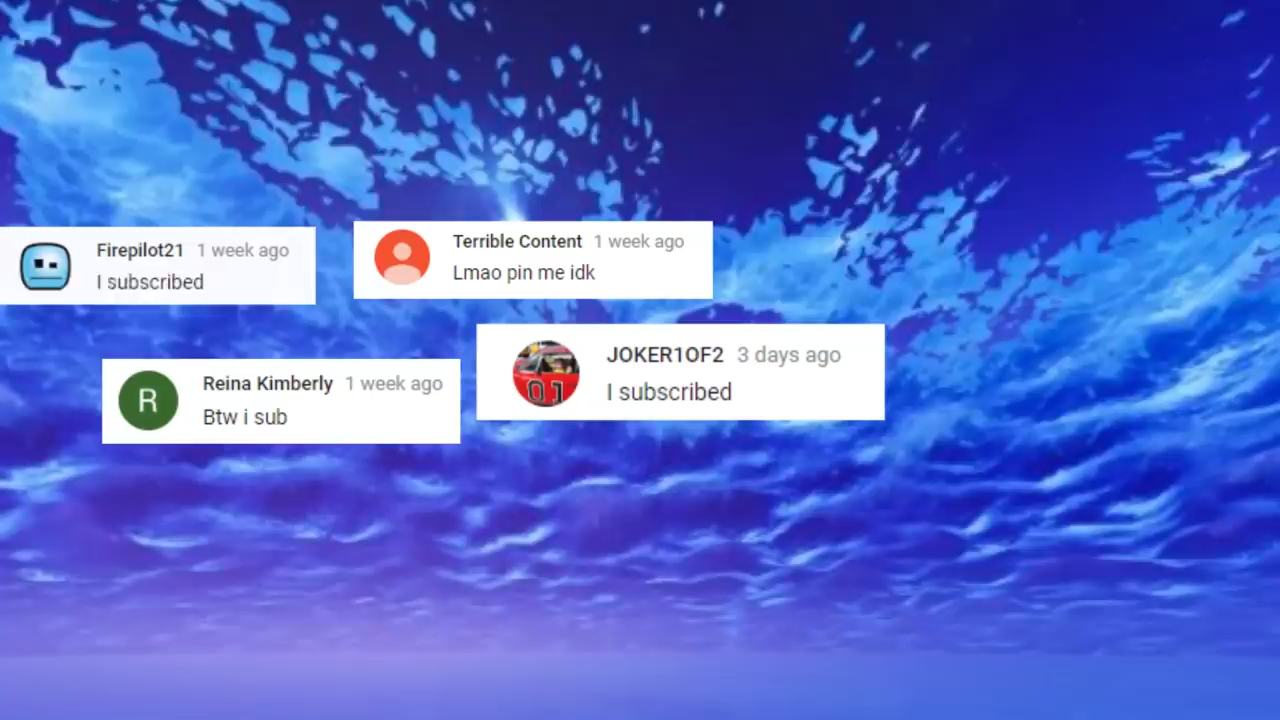 Firepilot21 1 week ago
I subscribed
Terrible Content 1 week ago
Lmao pin me idk
JOKER1OF2 3 days ago
I subscribed
R
Reina Kimberly 1 week ago
Btw i sub
01